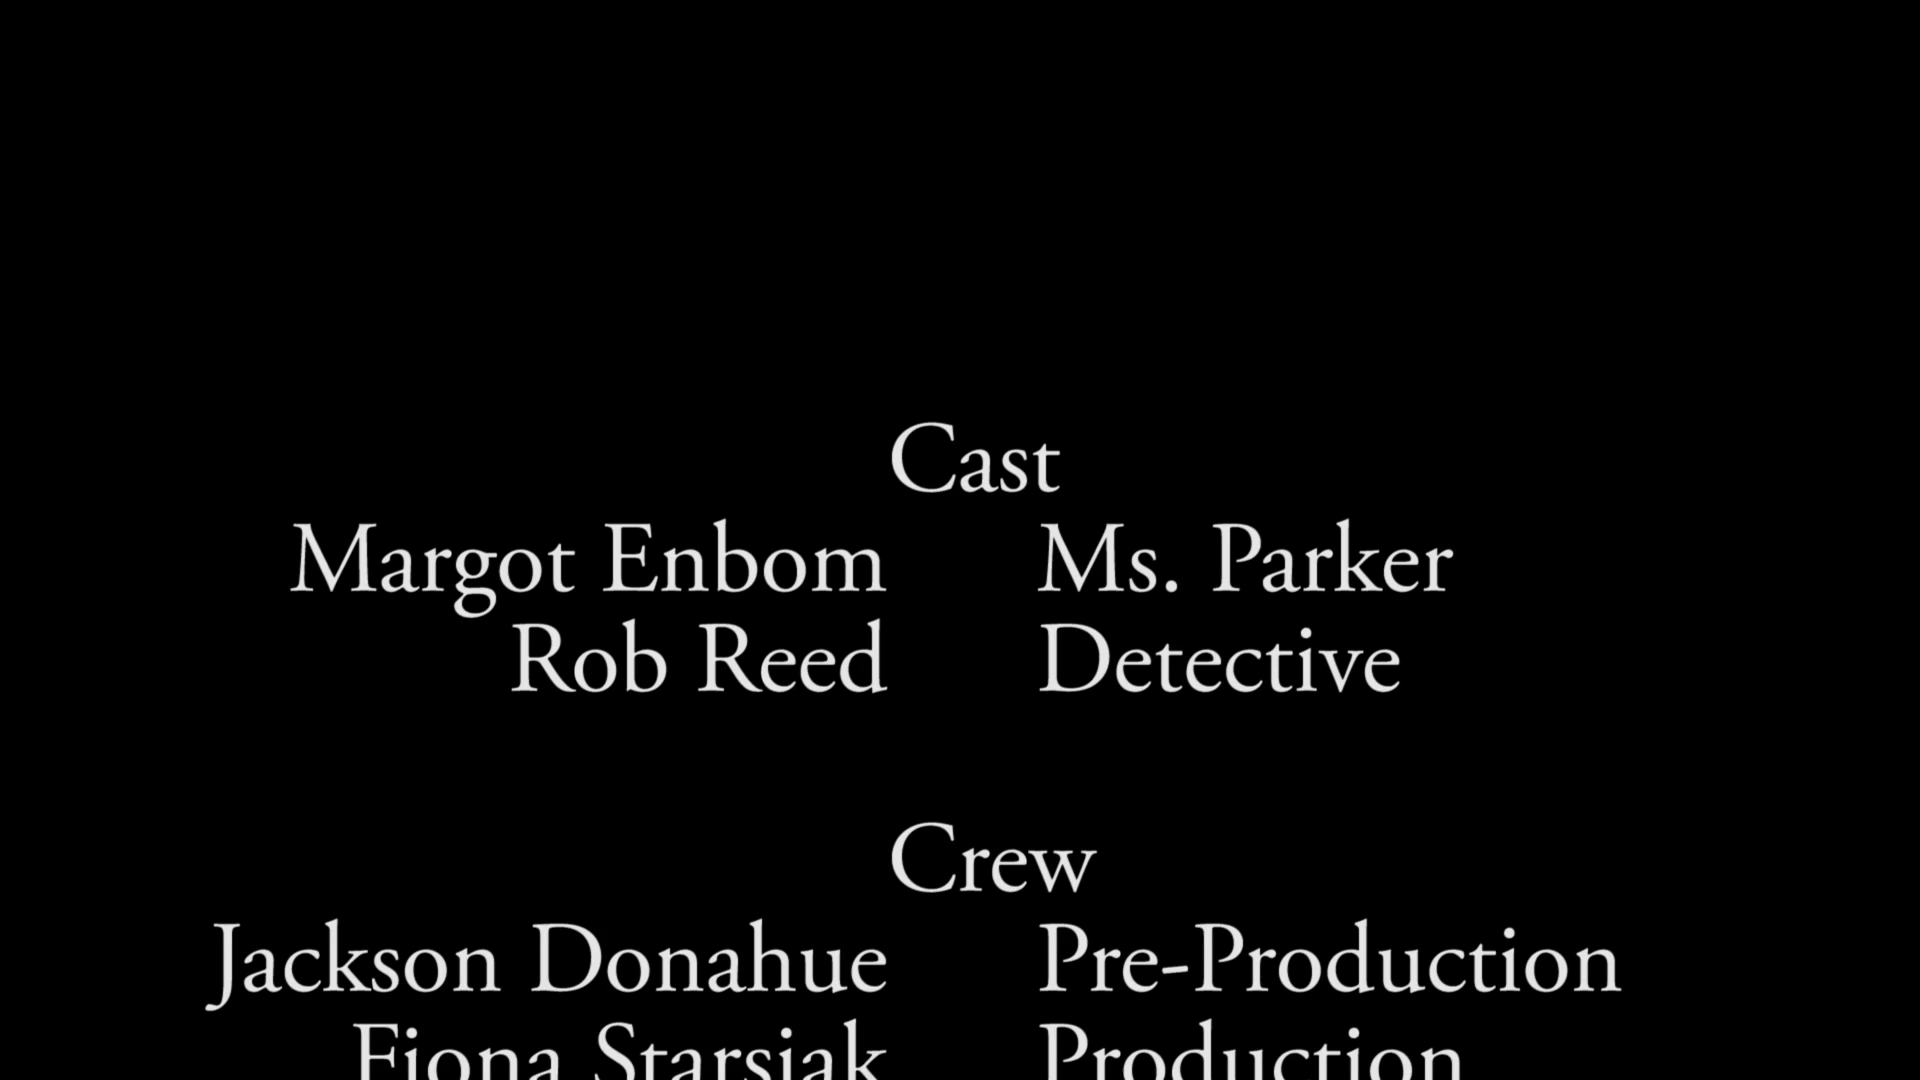 Cast
Margot Enbom Ms. Parker
Rob Reed Detective
Crew
Jackson Donahue Pre-Production
Fiona Starsiak Production